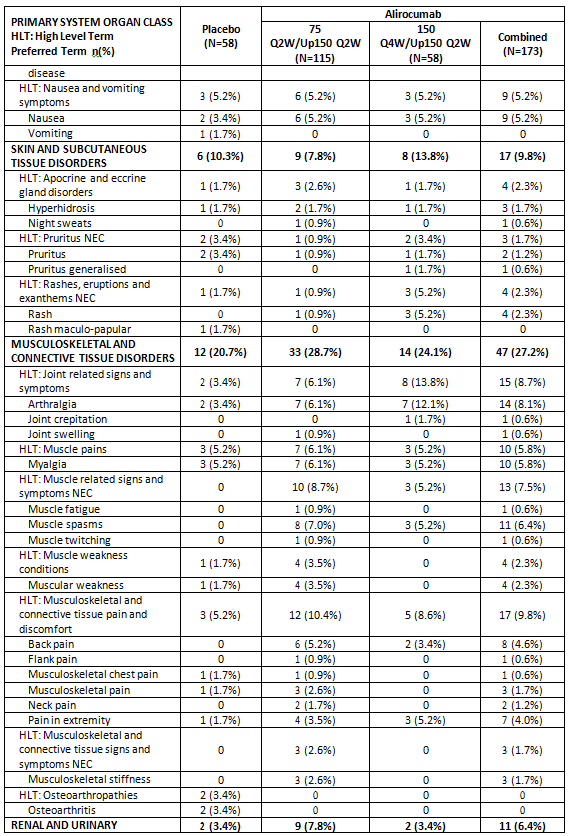 PRIMARY SYSTEM ORGAN CLASS
HLT: High Level Term
Preferred Term n(%)
Placebo
(N=58)
Alirocumab
75
Q2W/Up150 Q2W
(N=115)
150
Q4W/Up150 Q2W
(N=58)
Combined
(N=173)
disease
HLT: Nausea and vomiting
symptoms 3 (5.2%) 6 (5.2%) 3 (5.2%) 9 (5.2%)
Nausea 2 (3.4%) 6 (5.2%) 3 (5.2%) 9 (5.2%)
Vomiting 1 (1.7%) 0 0 0
SKIN AND SUBCUTANEOUS
TISSUE DISORDERS 6 (10.3%) 9 (7.8%) 8 (13.8%) 17 (9.8%)
HLT: Apocrine and eccrine
gland disorders 1 (1.7%) 3 (2.6%) 1 (1.7%) 4 (2.3%)
Hyperhidrosis 1 (1.7%) 2 (1.7%) 1 (1.7%) 3 (1.7%)
Night sweats 0 1 (0.9%) 0 1 (0.6%)
HLT: Pruritus NEC 2 (3.4%) 1 (0.9%) 2 (3.4%) 3 (1.7%)
Pruritus 2 (3.4%) 1 (0.9%) 1 (1.7%) 2 (1.2%)
Pruritus generalised 0 0 1 (1.7%) 1 (0.6%)
HLT: Rashes, eruptions and
exanthems NEC 1 (1.7%) 1 (0.9%) 3 (5.2%) 4 (2.3%)
Rash 0 1 (0.9%) 3 (5.2%) 4 (2.3%)
Rash maculo-papular 1 (1.7%) 0 0 0
MUSCULOSKELETAL AND
CONNECTIVE TISSUE DISORDERS 12 (20.7%) 33 (28.7%) 14 (24.1%) 47 (27.2%)
HLT: Joint related signs and
symptoms 2 (3.4%) 7 (6.1%) 8 (13.8%) 15 (8.7%)
Arthralgia 2 (3.4%) 7 (6.1%) 7 (12.1%) 14 (8.1%)
Joint crepitation 0 0 1 (1.7%) 1 (0.6%)
Joint swelling 0 1 (0.9%) 0 1 (0.6%)
HLT: Muscle pains 3 (5.2%) 7 (6.1%) 3 (5.2%) 10 (5.8%)
Myalgia 3 (5.2%) 7 (6.1%) 3 (5.2%) 10 (5.8%)
HLT: Muscle related signs and
symptoms NEC 0 10 (8.7%) 3 (5.2%) 13 (7.5%)
Muscle fatigue 0 1 (0.9%) 0 1 (0.6%)
Muscle spasms 0 8 (7.0%) 3 (5.2%) 11 (6.4%)
Muscle twitching 0 1 (0.9%) 0 1 (0.6%)
HLT: Muscle weakness
conditions 1 (1.7%) 4 (3.5%) 0 4 (2.3%)
Muscular weakness 1 (1.7%) 4 (3.5%) 0 4 (2.3%)
HLT: Musculoskeletal and
connective tissue pain and
discomfort 3 (5.2%) 12 (10.4%) 5 (8.6%) 17 (9.8%)
Back pain 0 6 (5.2%) 2 (3.4%) 8 (4.6%)
Flank pain 0 1 (0.9%) 0 1 (0.6%)
Musculoskeletal chest pain 1 (1.7%) 1 (0.9%) 0 1 (0.6%)
Musculoskeletal pain 1 (1.7%) 3 (2.6%) 0 3 (1.7%)
Neck pain 0 2 (1.7%) 0 2 (1.2%)
Pain in extremity 1 (1.7%) 4 (3.5%) 3 (5.2%) 7 (4.0%)
HLT: Musculoskeletal and
connective tissue signs and
symptoms NEC 0 3 (2.6%) 0 3 (1.7%)
Musculoskeletal stiffness 0 3 (2.6%) 0 3 (1.7%)
HLT: Osteoarthropathies 2 (3.4%) 0 0 0
Osteoarthritis 2 (3.4%) 0 0 0
RENAL AND URINARY 2 (3.4%) 9 (7.8%) 2 (3.4%) 11 (6.4%)